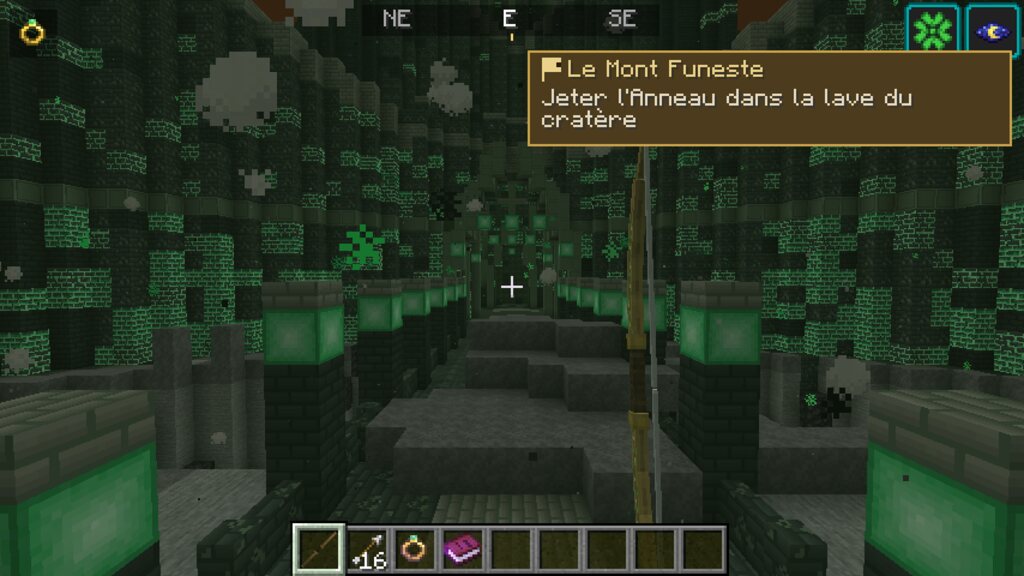 NE E SE
Le Mont Funeste
Jeter l'Anneau dans la lave du
cratère
+16